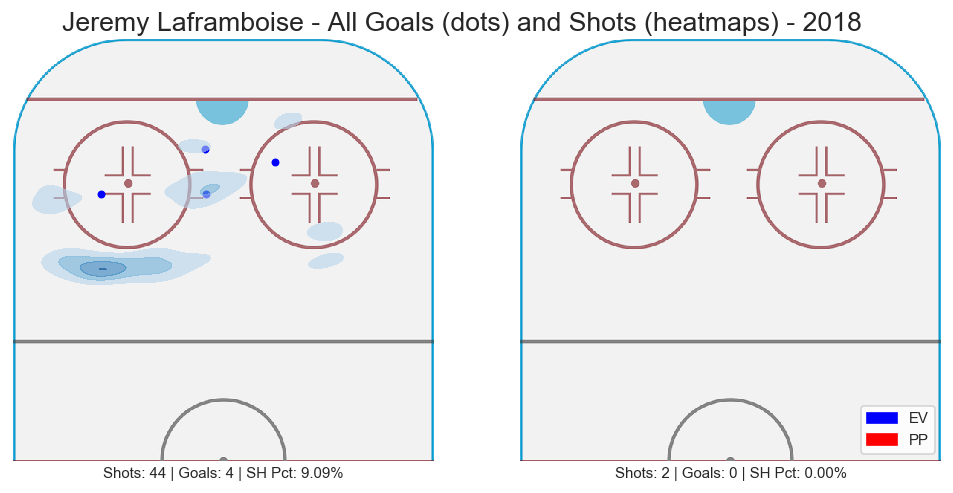 Jeremy Laframboise - All Goals (dots) and Shots (heatmaps) - 2018
EV
PP
Shots: 44 | Goals: 4 | SH Pct: 9.09%
Shots: 2 | Goals: 0 | SH Pct: 0.00%